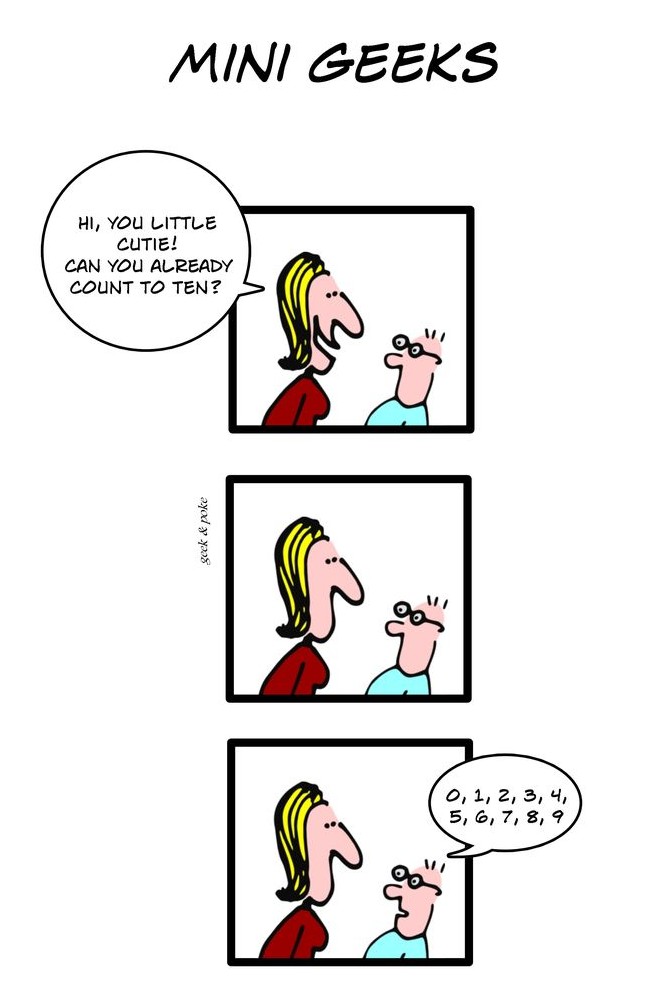 MINI GEEKS
HI, YOU LITTLE
CUTIE!
CAN YOU ALREADY
COUNT TO TEN?
geek & poke
0, 1, 2, 3, 4,
5, 6, 7, 8, 9